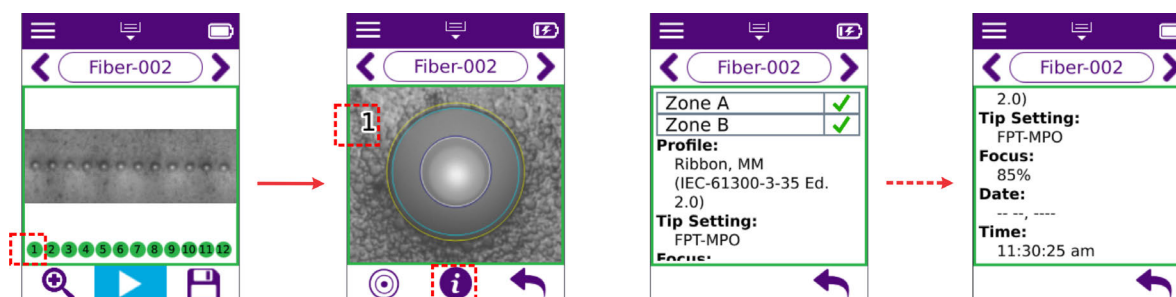 Fiber-002
1 2 3 4 5 6 7 8 9 10 11 12
Fiber-002
1
i
Fiber-002
Zone A
Zone B
Profile:
Ribbon, MM
(IEC-61300-3-35 Ed.
2.0)
Tip Setting:
FPT-MPO
Focus:
Fiber-002
2.0)
Tip Setting:
FPT-MPO
Focus:
85%
Date:
-- --, ----
Time:
11:30:25 am